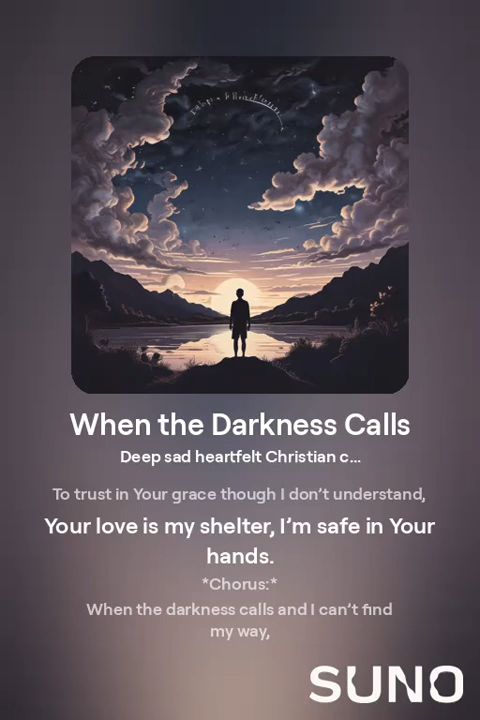 When the Darkness Calls
Deep sad heartfelt Christian c...
To trust in Your grace though I don't understand,
Your love is my shelter, I'm safe in Your
hands.
*Chorus:*
When the darkness calls and I can't find
my way,
SUNO